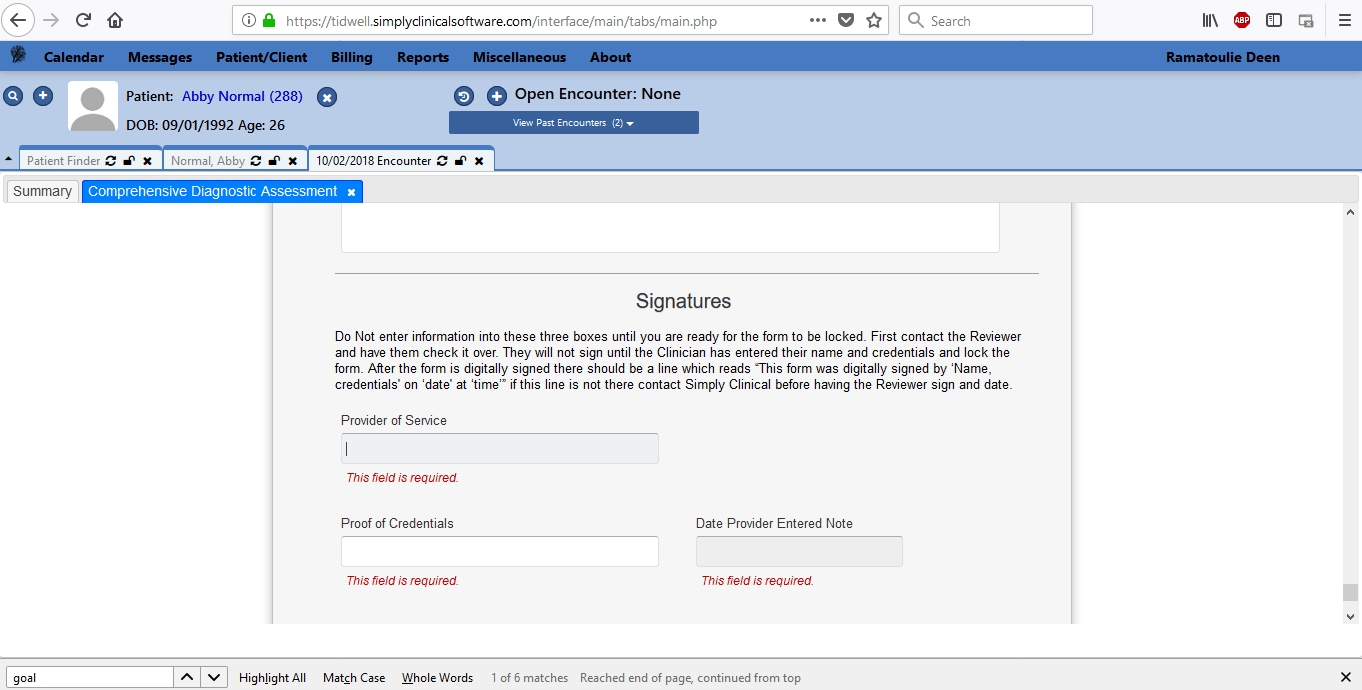 https://tidwell.simplyclinicalsoftware.com/interface/main/tabs/main.php
Search
ABP
Calendar Messages Patient/Client Billing Reports Miscellaneous About Ramatoulie Deen
Patient: Abby Normal (288)
DOB: 09/01/1992 Age: 26
Open Encounter: None
View Past Encounters (2)
Patient Finder Normal, Abby 10/02/2018 Encounter
Summary Comprehensive Diagnostic Assessment
Signatures
Do Not enter information into these three boxes until you are ready for the form to be locked. First contact the Reviewer
and have them check it over. They will not sign until the Clinician has entered their name and credentials and lock the
form. After the form is digitally signed there should be a line which reads “This form was digitally signed by ‘Name,
credentials' on ‘date' at ‘time'” if this line is not there contact Simply Clinical before having the Reviewer sign and date.
Provider of Service
This field is required.
Proof of Credentials Date Provider Entered Note
This field is required. This field is required.
goal Highlight All Match Case Whole Words 1 of 6 matches Reached end of page, continued from top